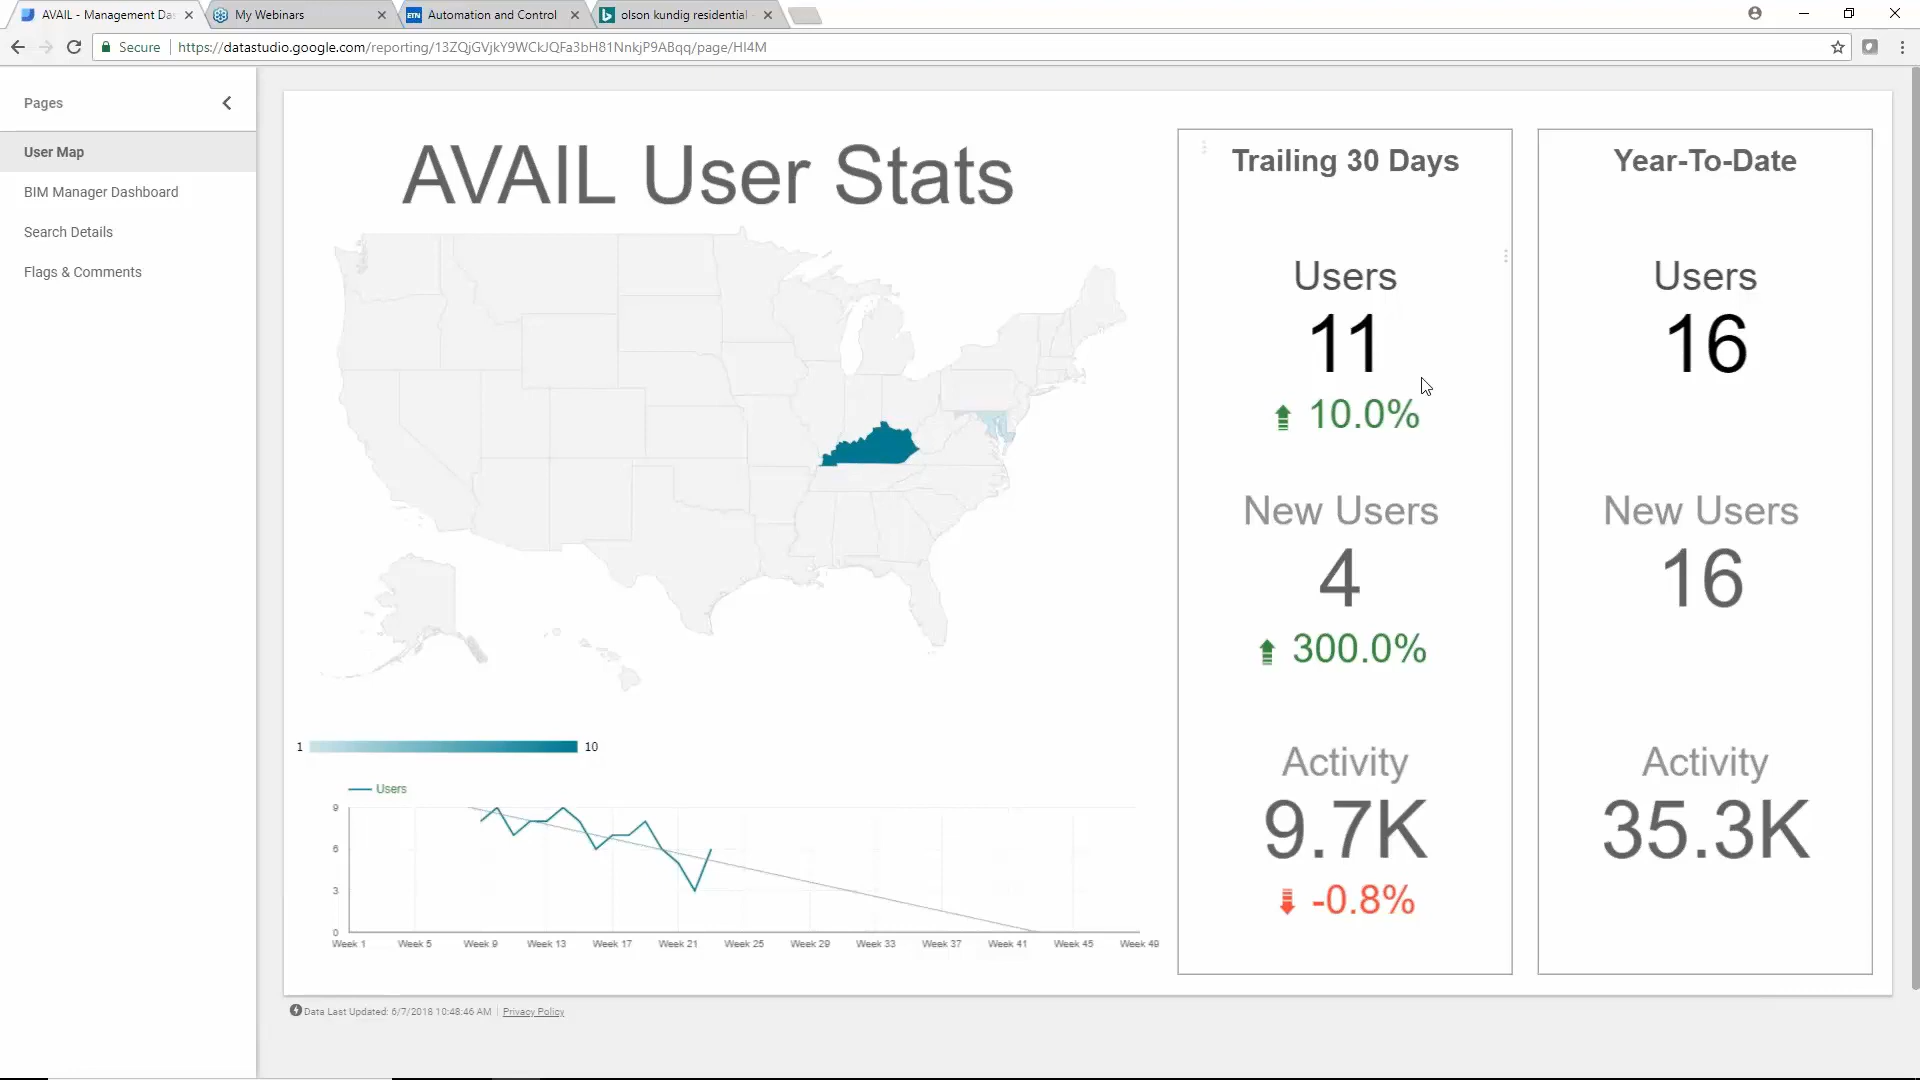 AVAIL - Management Da
My Webinars
ETN Automation and Control
olson kundig residential
Secure | https://datastudio.google.com/reporting/13ZQjGVjkY9WCkJQFa3bH81NnkjP9ABqq/page/HI4M
Pages
User Map
BIM Manager Dashboard
Search Details
Flags & Comments
AVAIL User Stats
1
10
Users
9
6
3
0
Week 1 Week 5 Week 9 Week 13 Week 17 Week 21 Week 25 Week 29 Week 33 Week 37 Week 41 Week 45 Week 49
Trailing 30 Days
Users
11
10.0%
New Users
4
300.0%
Activity
9.7K
-0.8%
Year-To-Date
Users
16
New Users
16
Activity
35.3K
Data Last Updated: 6/7/2018 10:48:46 AM | Privacy Policy